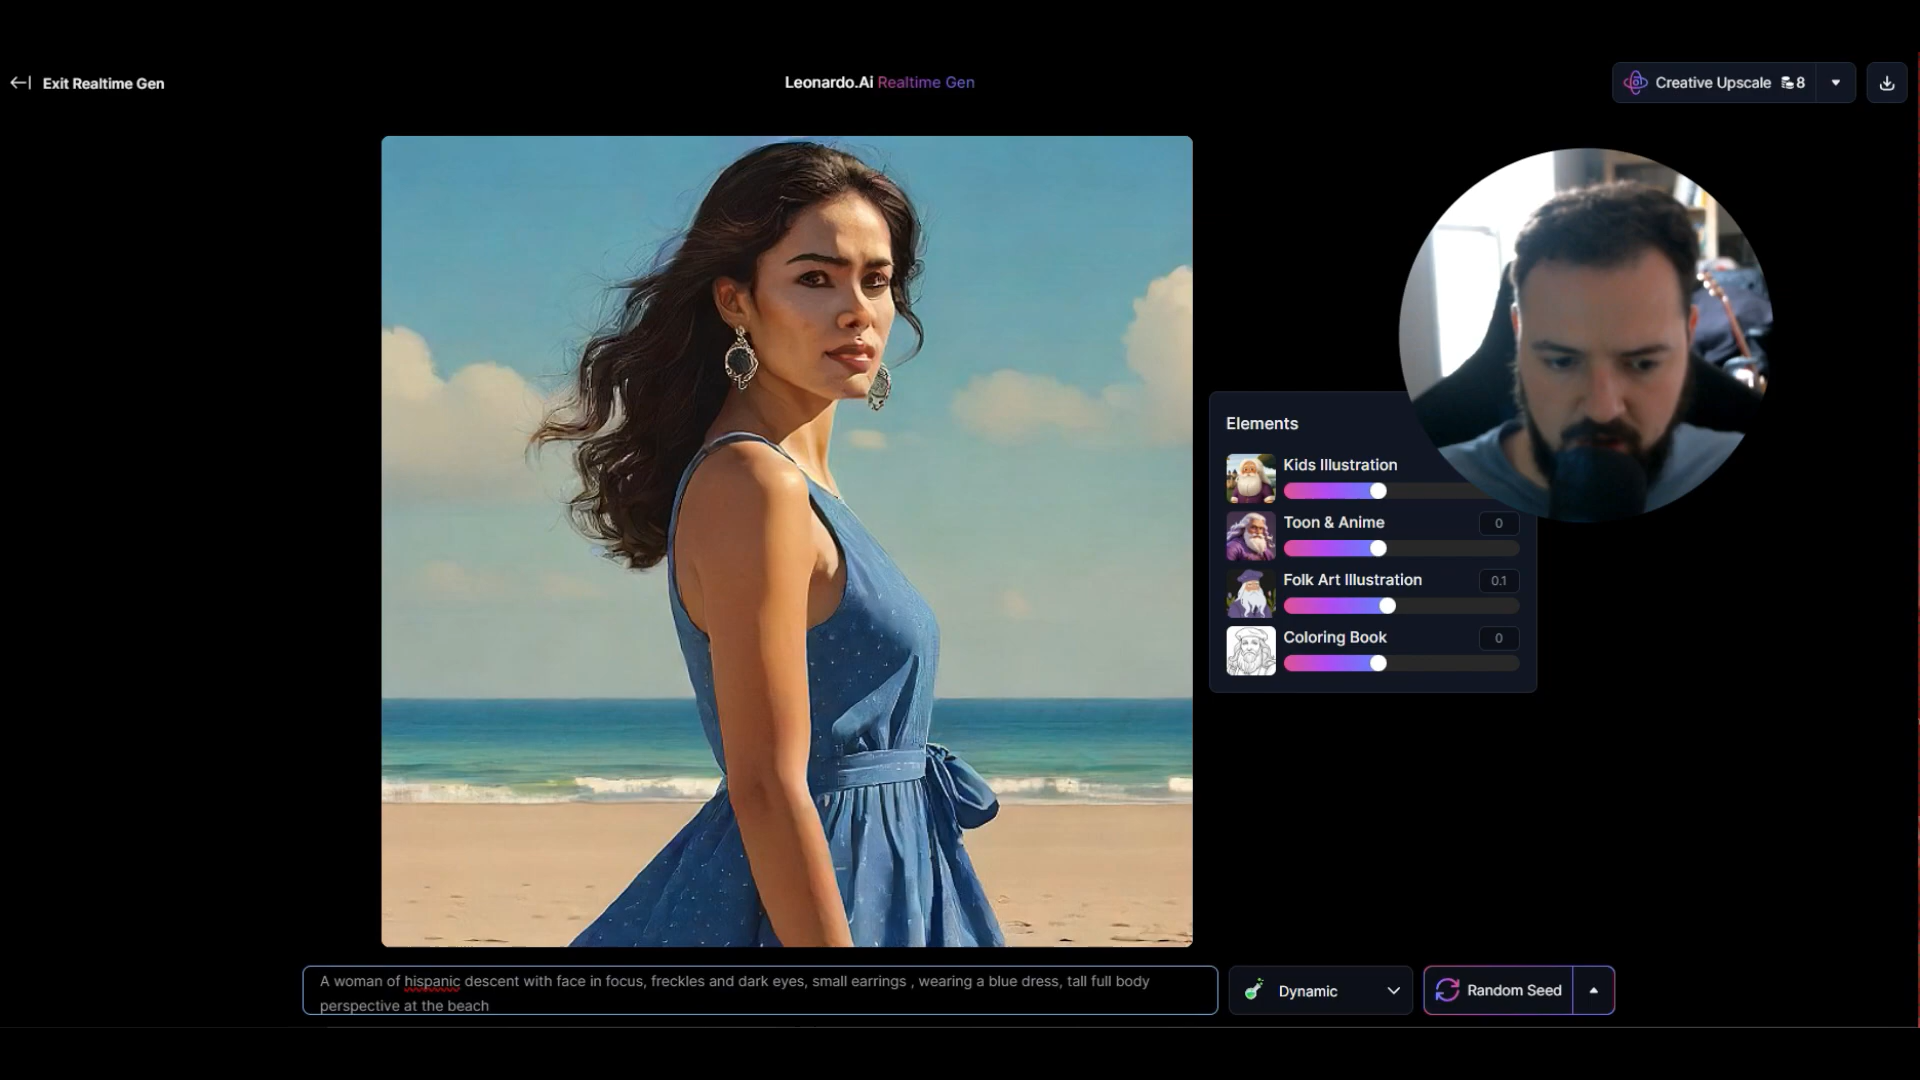 Exit Realtime Gen
Leonardo.Ai Realtime Gen
Creative Upscale 8
Elements
Kids Illustration
Toon & Anime 0
Folk Art Illustration 0.1
Coloring Book 0
A woman of hispanic descent with face in focus, freckles and dark eyes, small earrings , wearing a blue dress, tall full body
perspective at the beach
Dynamic
Random Seed